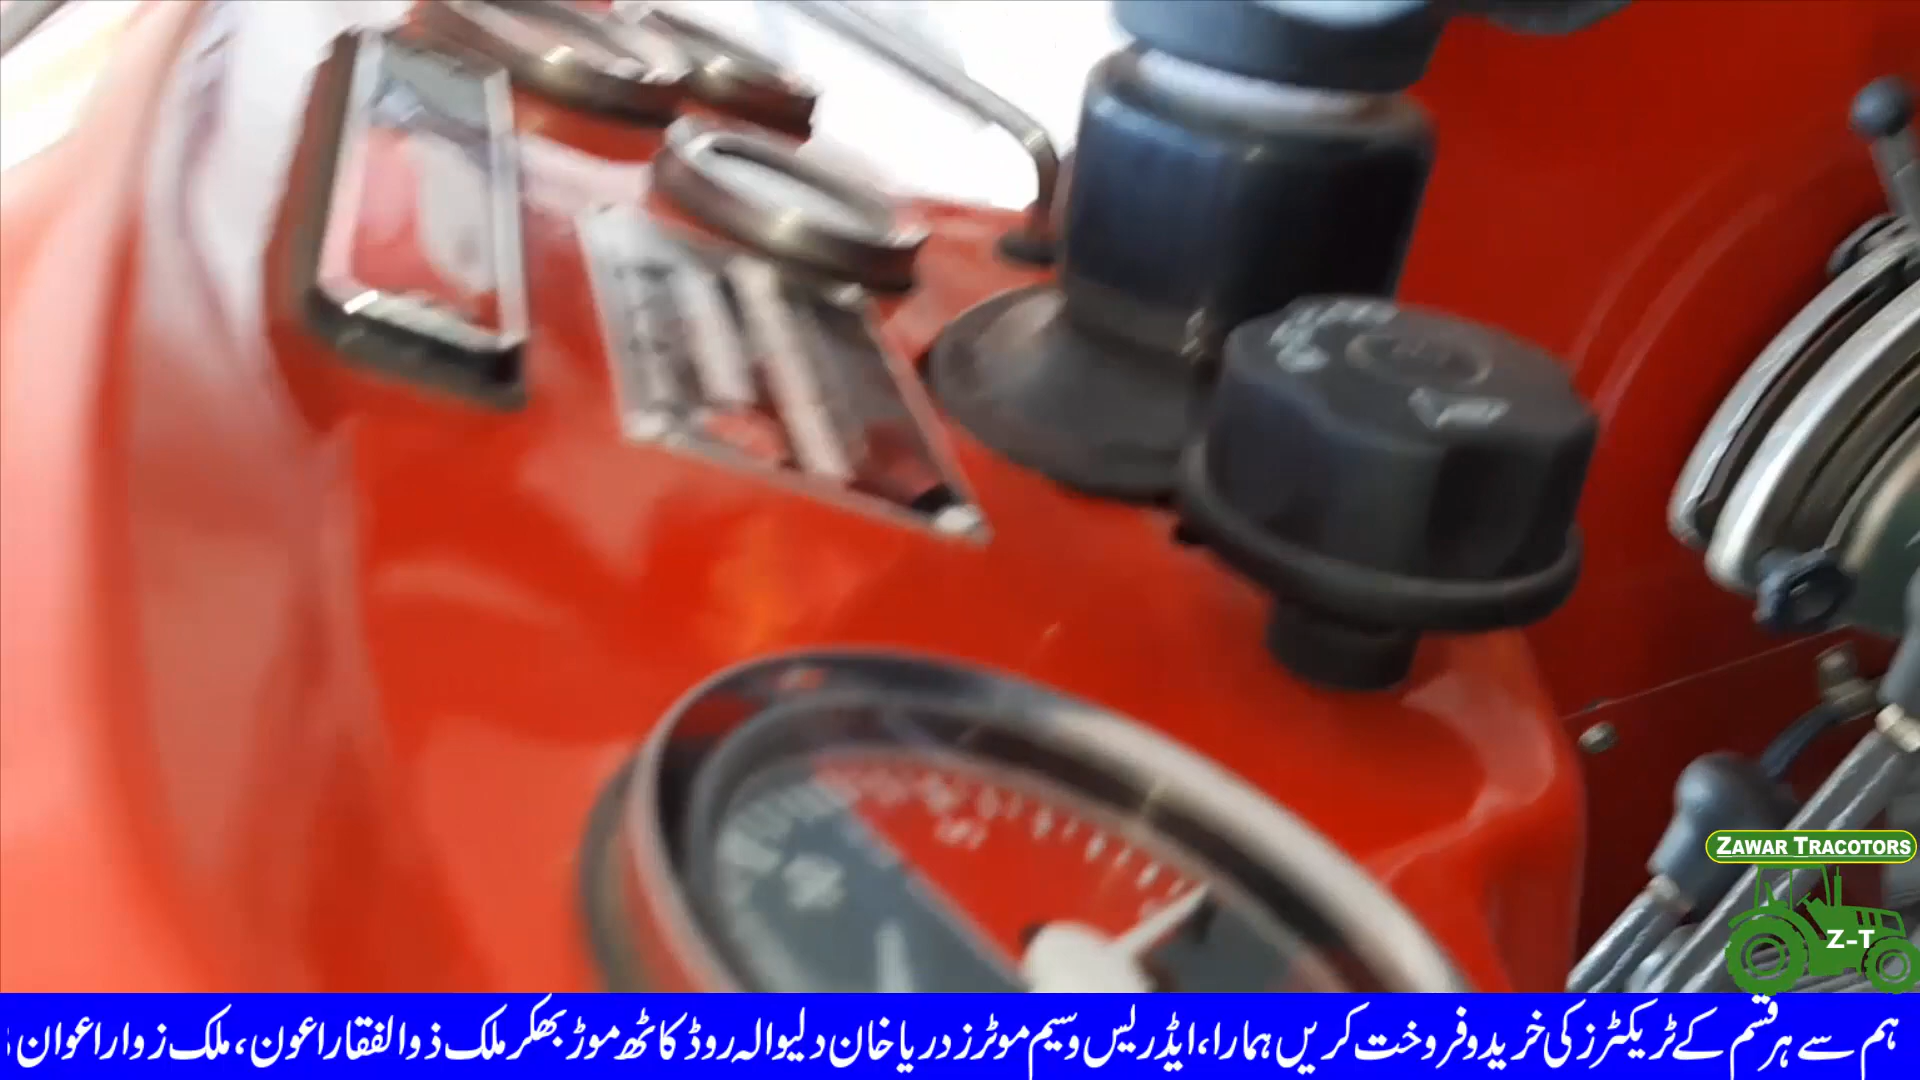 ZAWAR TRACOTORS
Z-T
ہم سے ہر قسم کے ٹریکٹرز کی خرید و فروخت کریں ہمارا، ایڈریس وسیم موٹرز دریا خان دلیوالہ روڈ کاٹھ موڑ بھکر ملک ذوالفقار اعون، ملک زوار اعوان